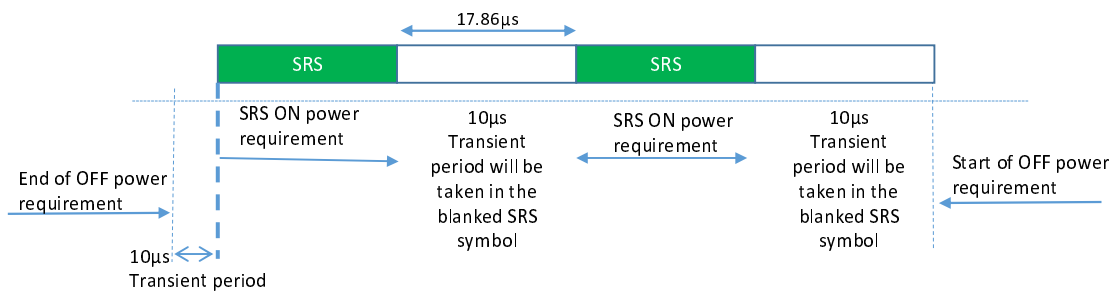 17.86µs
SRS
SRS
SRS ON power
requirement
10µs
Transient
period will be
taken in the
blanked SRS
symbol
SRS ON power
requirement
10µs
Transient
period will be
taken in the
blanked SRS
symbol
End of OFF power
requirement
Start of OFF power
requirement
10µs
Transient period